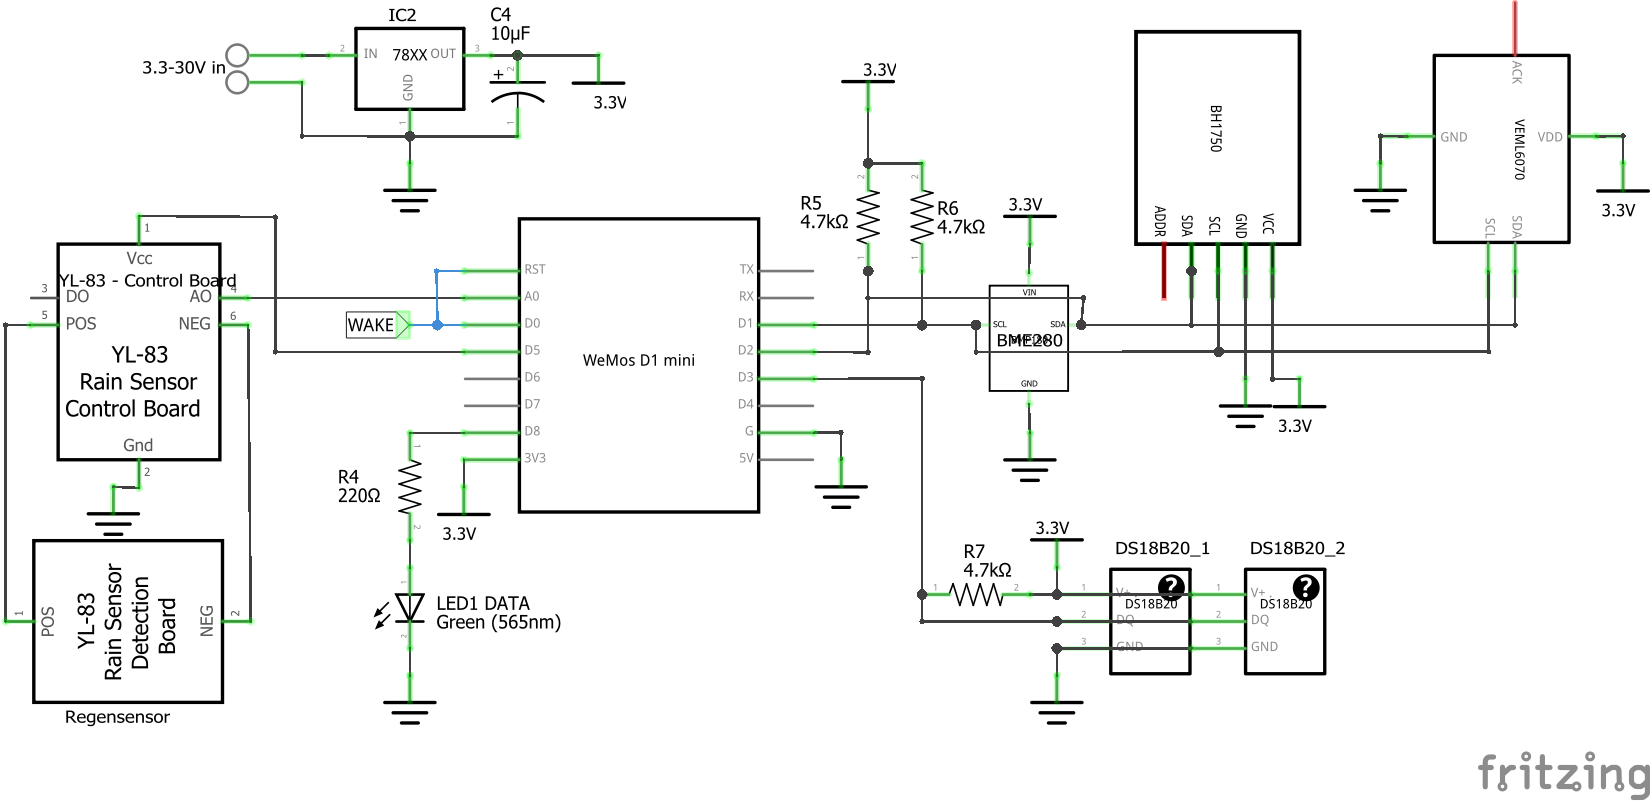 IC2
C4
10µF
3.3-30V in
2
IN
78XX
OUT
3
GND
1
+
2
1
3.3V
1
Vcc
YL-83 - Control Board
3
DO
5
POS
AO
4
NEG
6
YL-83
Rain Sensor
Control Board
Gnd
2
1
POS
YL-83
Rain Sensor
Detection
Board
NEG
2
Regensensor
WAKE
RST
A0
D0
D5
D6
D7
D8
3V3
WeMos D1 mini
TX
RX
D1
D2
D3
D4
G
5V
R4
220Ω
1
2
3.3V
1
2
LED1 DATA
Green (565nm)
3.3V
2
2
R5
4.7kΩ
R6
4.7kΩ
1
1
3.3V
VIN
SCL
SDA
BME280
GND
BH1750
ADDR
SDA
SCL
GND
VCC
3.3V
ACK
GND
VEML6070
VDD
SCL
SDA
3.3V
3.3V
R7
4.7kΩ
1
2
DS18B20_1
DS18B20_2
1
V+
?
DS18B20
2
DQ
3
GND
1
V+
?
DS18B20
2
DQ
3
GND
fritzing